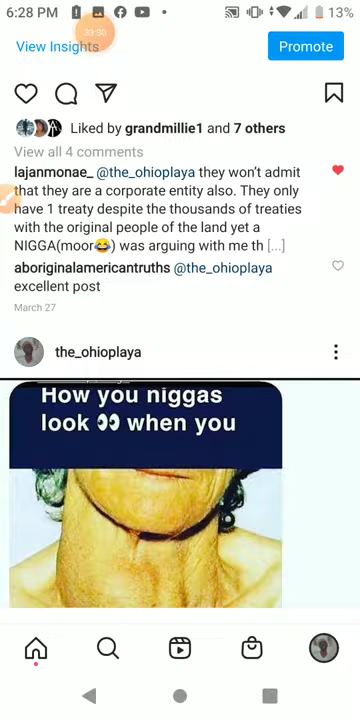 6:28 PM
13%
39:50
View Insights
Promote
Liked by grandmillie1 and 7 others
View all 4 comments
lajanmonae_ @the_ohioplaya they won't admit
that they are a corporate entity also. They only
have 1 treaty despite the thousands of treaties
with the original people of the land yet a
NIGGA(moor😂) was arguing with me th [...]
aboriginalamericantruths @the_ohioplaya
excellent post
March 27
the_ohioplaya
How you niggas
look 👀 when you